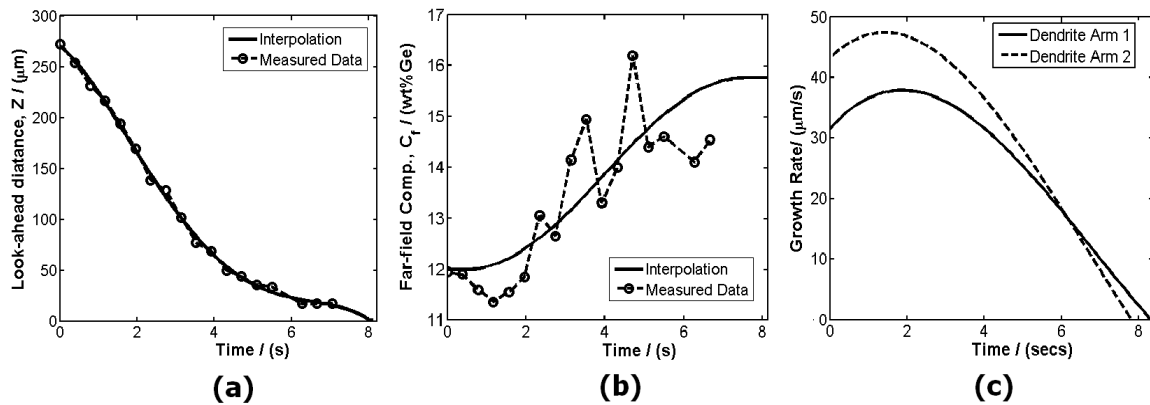 Look-ahead diatance, Z / (μm)
300
250
200
150
100
50
0
0
2
4
6
8
Time / (s)
Interpolation
Measured Data
(a)
Far-field Comp., Cf / (wt%Ge)
17
16
15
14
13
12
11
0
2
4
6
8
Time / (s)
Interpolation
Measured Data
(b)
Growth Rate/ (μm/s)
50
40
30
20
10
0
0
2
4
6
8
Time / (secs)
Dendrite Arm 1
Dendrite Arm 2
(c)